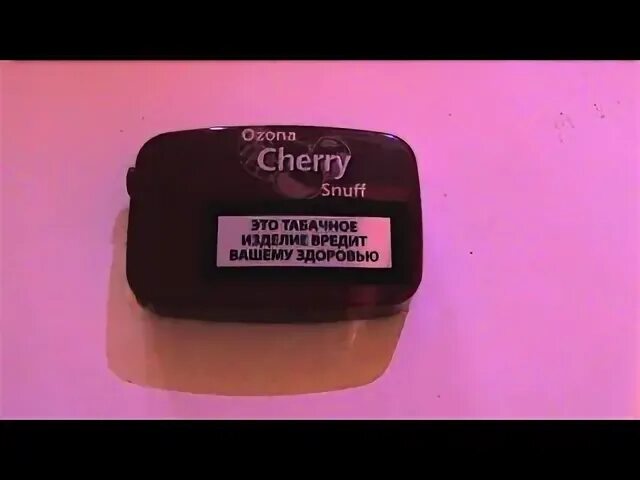 Ozona
Cherry
Snuff
ЭТО ТАБАЧНОЕ
ИЗДЕЛИЕ ВРЕДИТ
ВАШЕМУ ЗДОРОВЬЮ